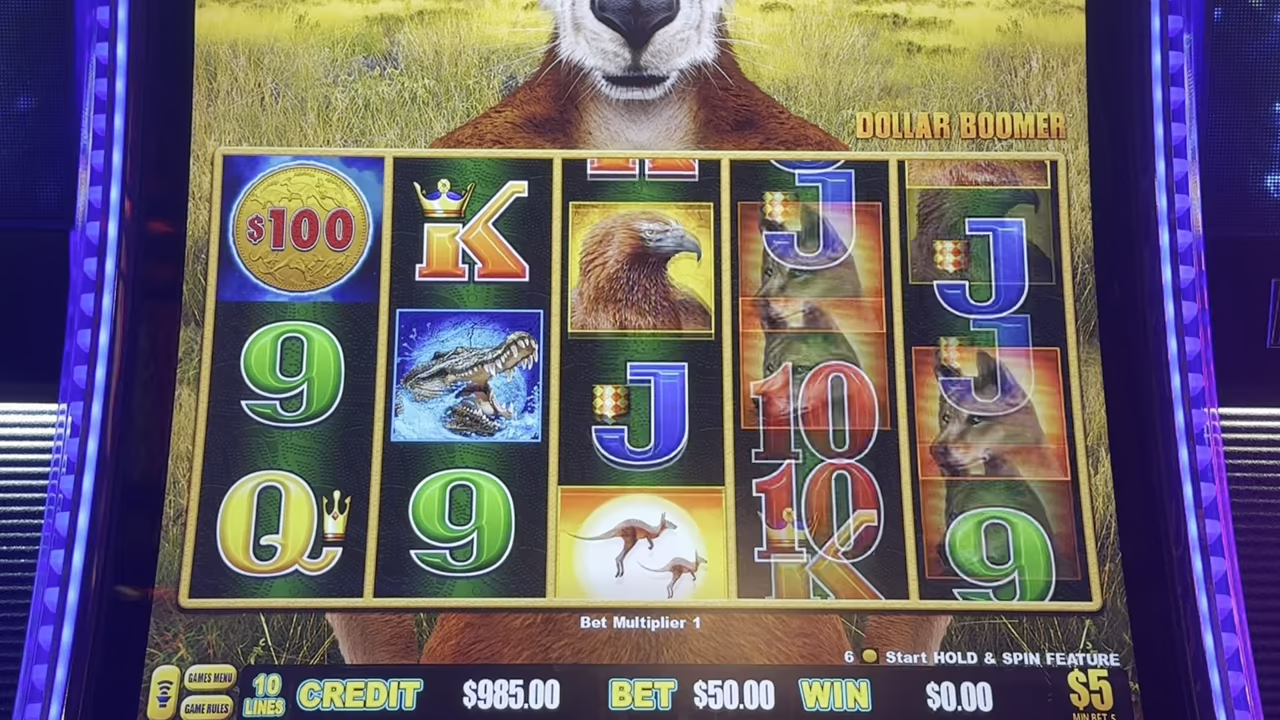 DOLLAR BOOMER
$100
K
J
J
9
J
10
J
Q
9
10
K
9
Bet Multiplier 1
6 Start HOLD & SPIN FEATURE
GAMES MENU
GAME RULES
10 LINES
CREDIT $985.00 BET $50.00 WIN $0.00
$5
MIN BET 5